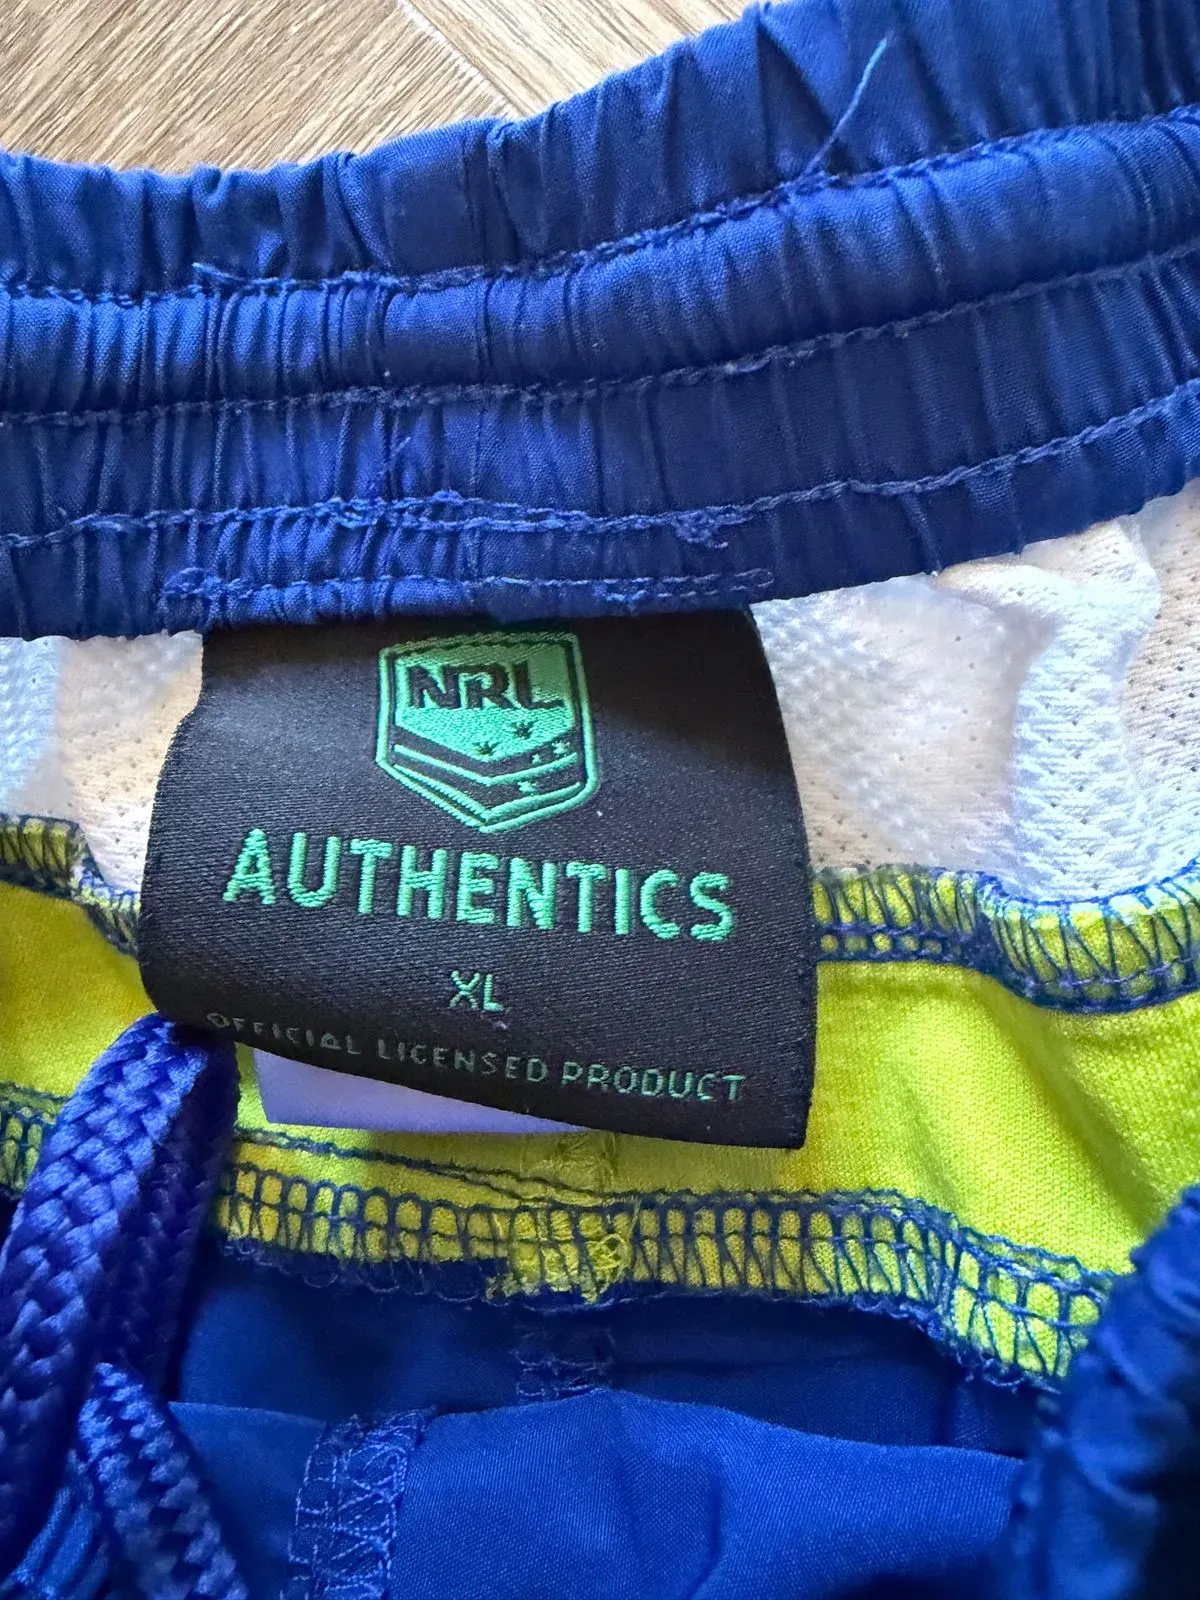 NRL
AUTHENTICS
XL
OFFICIAL LICENSED PRODUCT